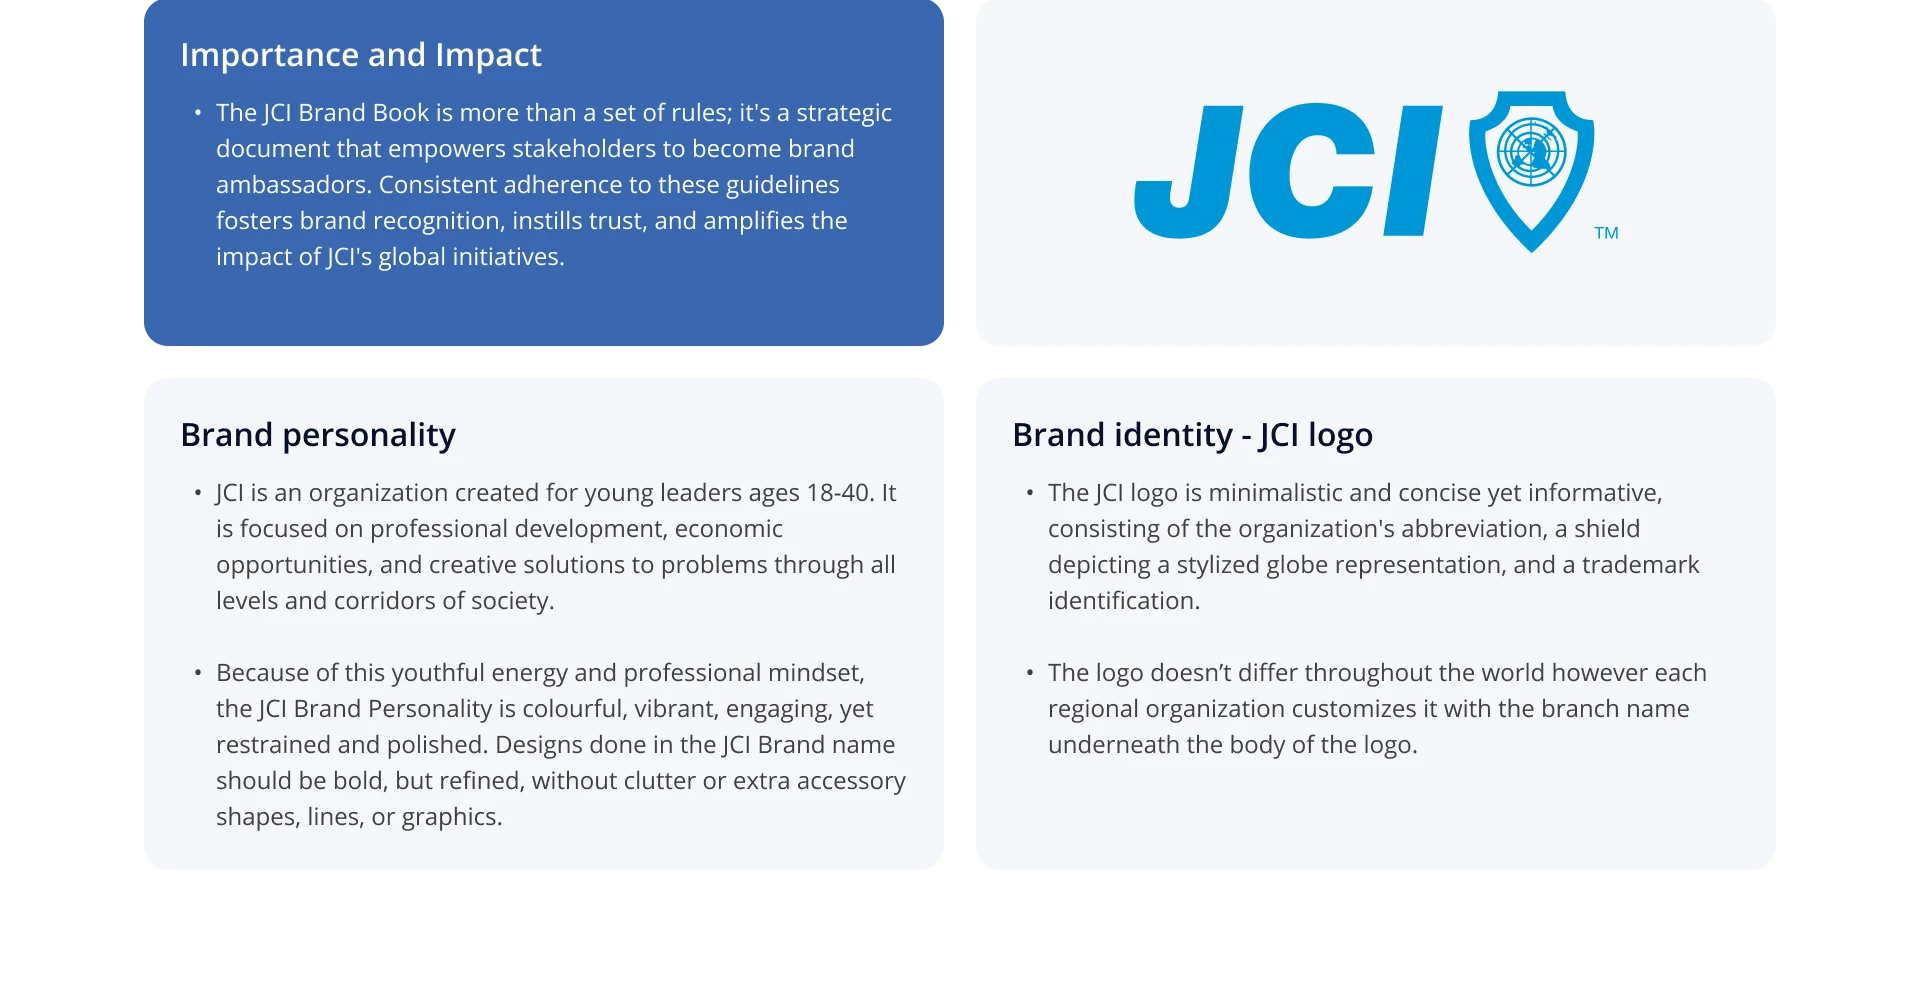 Importance and Impact
• The JCI Brand Book is more than a set of rules; it's a strategic
document that empowers stakeholders to become brand
ambassadors. Consistent adherence to these guidelines
fosters brand recognition, instills trust, and amplifies the
impact of JCI's global initiatives.
JCI
TM
Brand personality
• JCI is an organization created for young leaders ages 18-40. It
is focused on professional development, economic
opportunities, and creative solutions to problems through all
levels and corridors of society.
• Because of this youthful energy and professional mindset,
the JCI Brand Personality is colourful, vibrant, engaging, yet
restrained and polished. Designs done in the JCI Brand name
should be bold, but refined, without clutter or extra accessory
shapes, lines, or graphics.
Brand identity - JCI logo
• The JCI logo is minimalistic and concise yet informative,
consisting of the organization's abbreviation, a shield
depicting a stylized globe representation, and a trademark
identification.
• The logo doesn’t differ throughout the world however each
regional organization customizes it with the branch name
underneath the body of the logo.